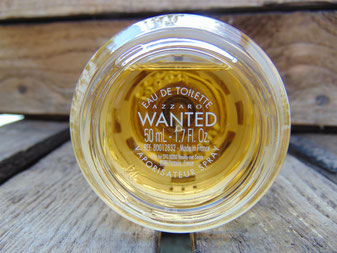 EAU DE TOILETTE
AZZARO
WANTED
50 mL - 1.7 Fl. Oz
Made in France
VAPORISATEUR SPRAY